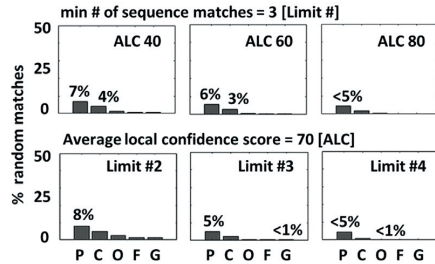 min # of sequence matches = 3 [Limit #]
50
25
0
ALC 40
7%
4%
ALC 60
6%
3%
ALC 80
<5%
Average local confidence score = 70 [ALC]
% random matches
50
25
0
Limit #2
8%
Limit #3
5%
<1%
Limit #4
<5%
<1%
P C O F G
P C O F G
P C O F G